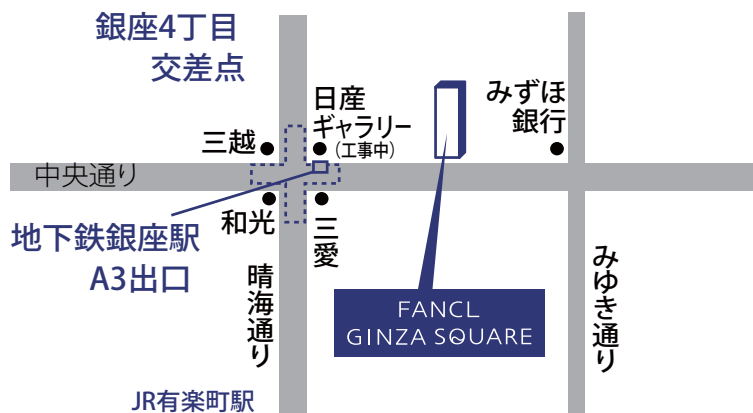 銀座4丁目
交差点
日産
ギャラリー
(工事中)
みずほ
銀行
三越
中央通り
和光
三愛
地下鉄銀座駅
A3出口
晴海通り
みゆき通り
FANCL
GINZA SQUARE
JR有楽町駅